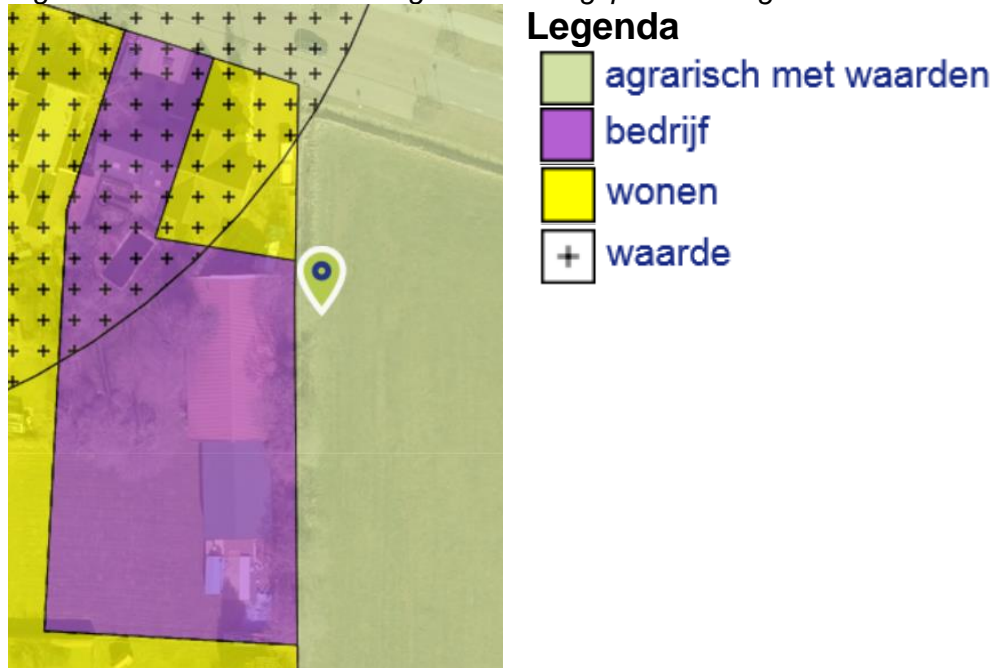 Legenda
agrarisch met waarden
bedrijf
wonen
waarde